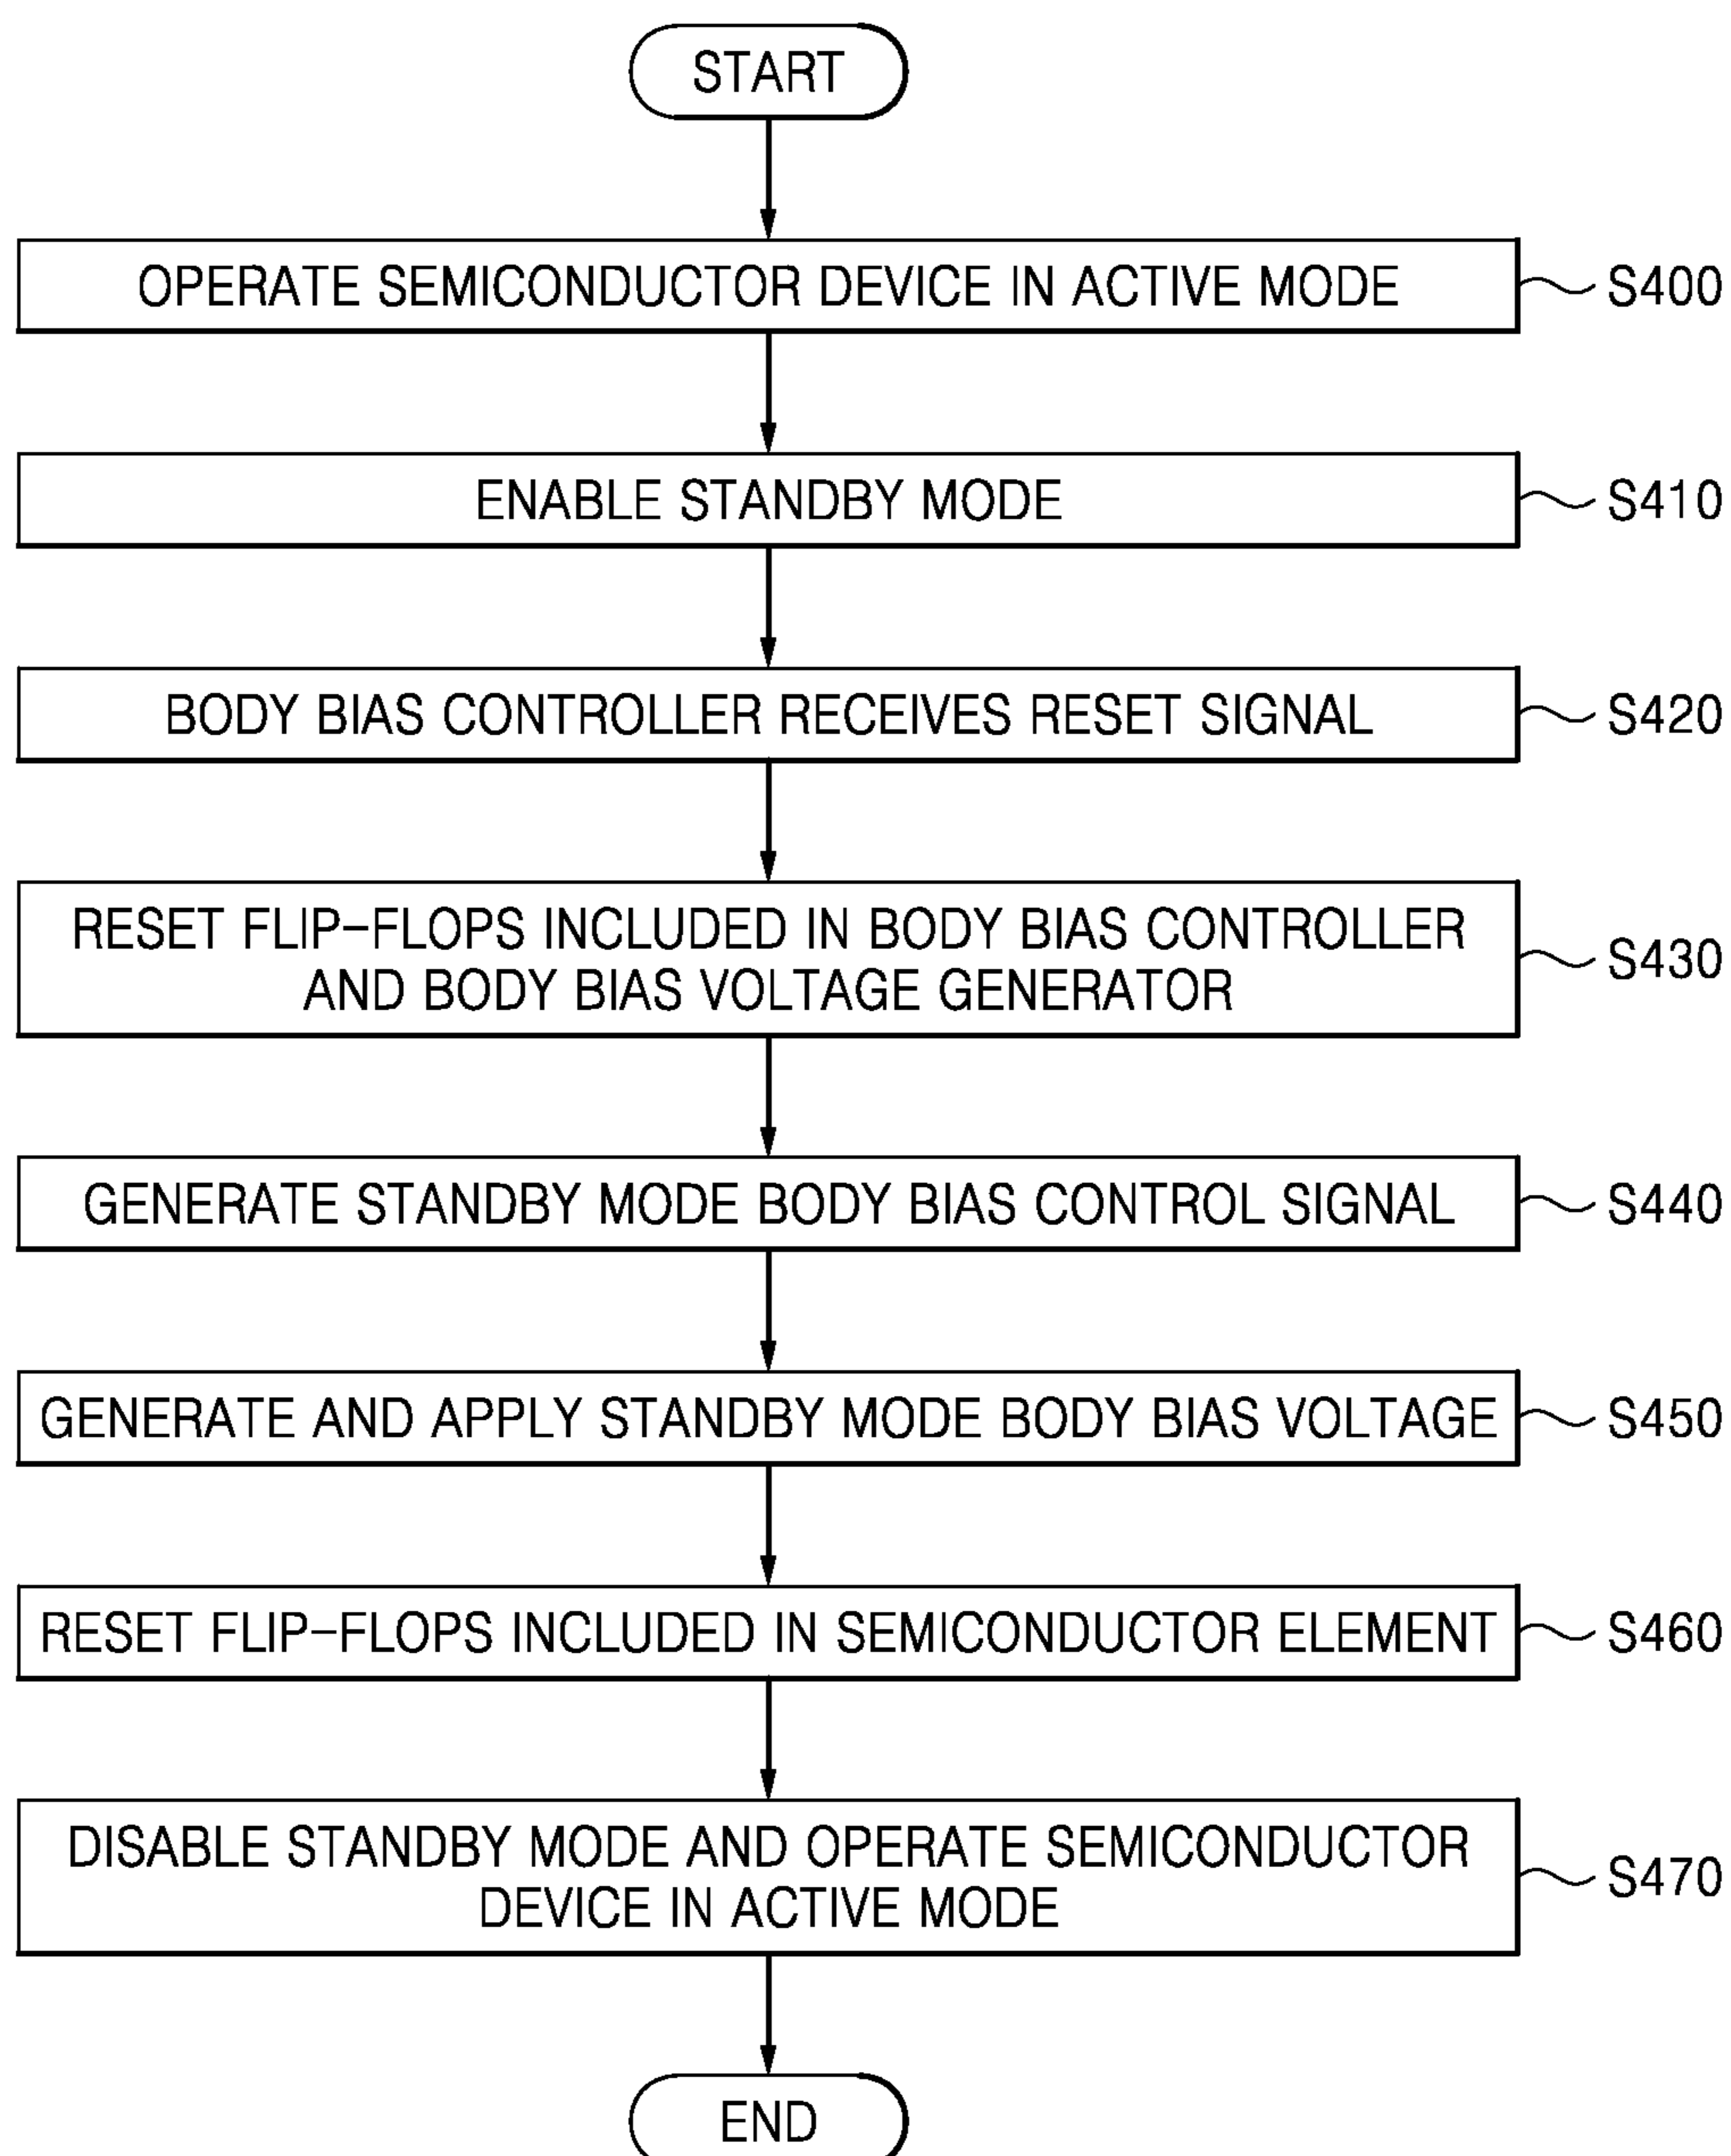 START
OPERATE SEMICONDUCTOR DEVICE IN ACTIVE MODE
S400
ENABLE STANDBY MODE
S410
BODY BIAS CONTROLLER RECEIVES RESET SIGNAL
S420
RESET FLIP-FLOPS INCLUDED IN BODY BIAS CONTROLLER
AND BODY BIAS VOLTAGE GENERATOR
S430
GENERATE STANDBY MODE BODY BIAS CONTROL SIGNAL
S440
GENERATE AND APPLY STANDBY MODE BODY BIAS VOLTAGE
S450
RESET FLIP-FLOPS INCLUDED IN SEMICONDUCTOR ELEMENT
S460
DISABLE STANDBY MODE AND OPERATE SEMICONDUCTOR
DEVICE IN ACTIVE MODE
S470
END